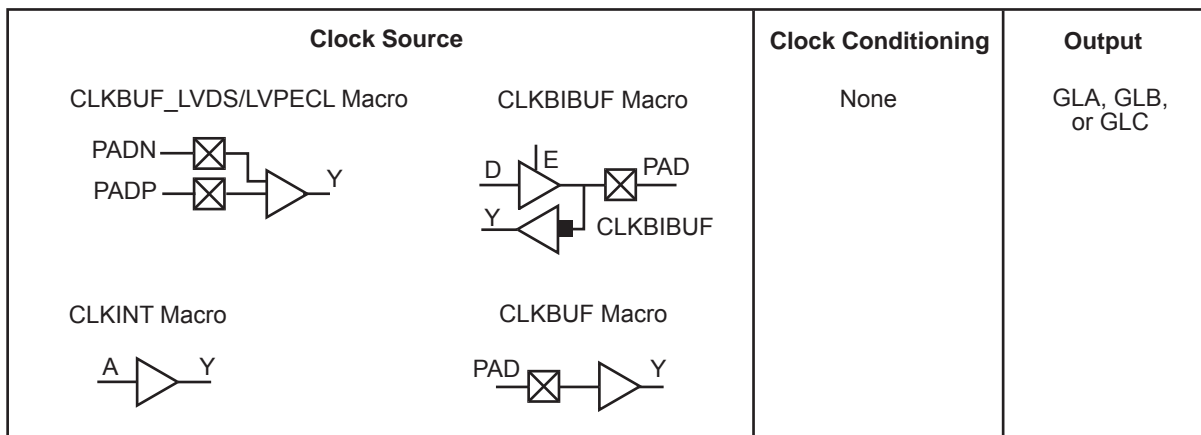 Clock Source
Clock Conditioning
Output
CLKBUF_LVDS/LVPECL Macro
PADN
PADP
Y
CLKBIBUF Macro
D
E
PAD
Y
CLKBIBUF
None
GLA, GLB,
or GLC
CLKINT Macro
A
Y
CLKBUF Macro
PAD
Y